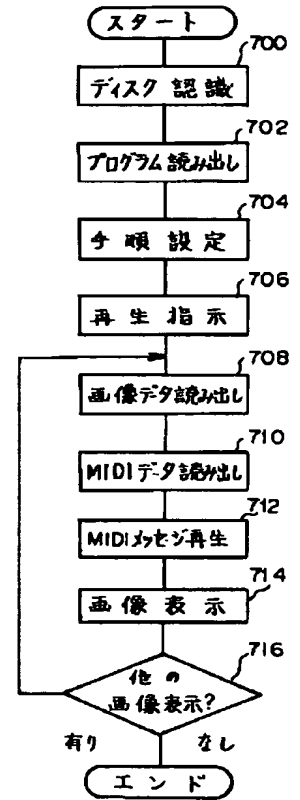 スタート
700
ディスク 認識
702
プログラム読み出し
704
手順設定
706
再生指示
708
画像データ読み出し
710
MIDIデータ読み出し
712
MIDIメッセジ再生
714
画像表示
716
他の
画像表示?
有り
なし
エンド